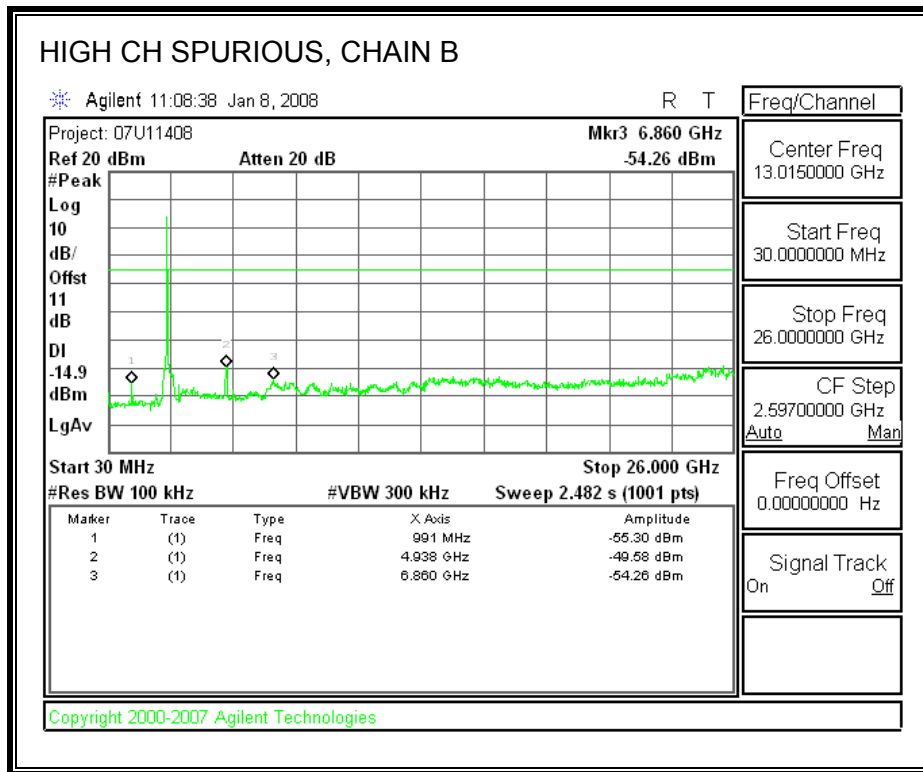 HIGH CH SPURIOUS, CHAIN B
Agilent 11:08:38 Jan 8, 2008 R T
Freq/Channel
Project: 07U11408 Mkr3 6.860 GHz
Ref 20 dBm Atten 20 dB -54.26 dBm
#Peak
Log
10
dB/
Offst
11
dB
DI
-14.9
dBm
LgAv
1
2
3
Start 30 MHz Stop 26.000 GHz
#Res BW 100 kHz #VBW 300 kHz Sweep 2.482 s (1001 pts)
Marker Trace Type X Axis Amplitude
1 (1) Freq 991 MHz -55.30 dBm
2 (1) Freq 4.938 GHz -49.58 dBm
3 (1) Freq 6.860 GHz -54.26 dBm
Center Freq
13.0150000 GHz
Start Freq
30.0000000 MHz
Stop Freq
26.0000000 GHz
CF Step
2.59700000 GHz
Auto Man
Freq Offset
0.00000000 Hz
Signal Track
On Off
Copyright 2000-2007 Agilent Technologies